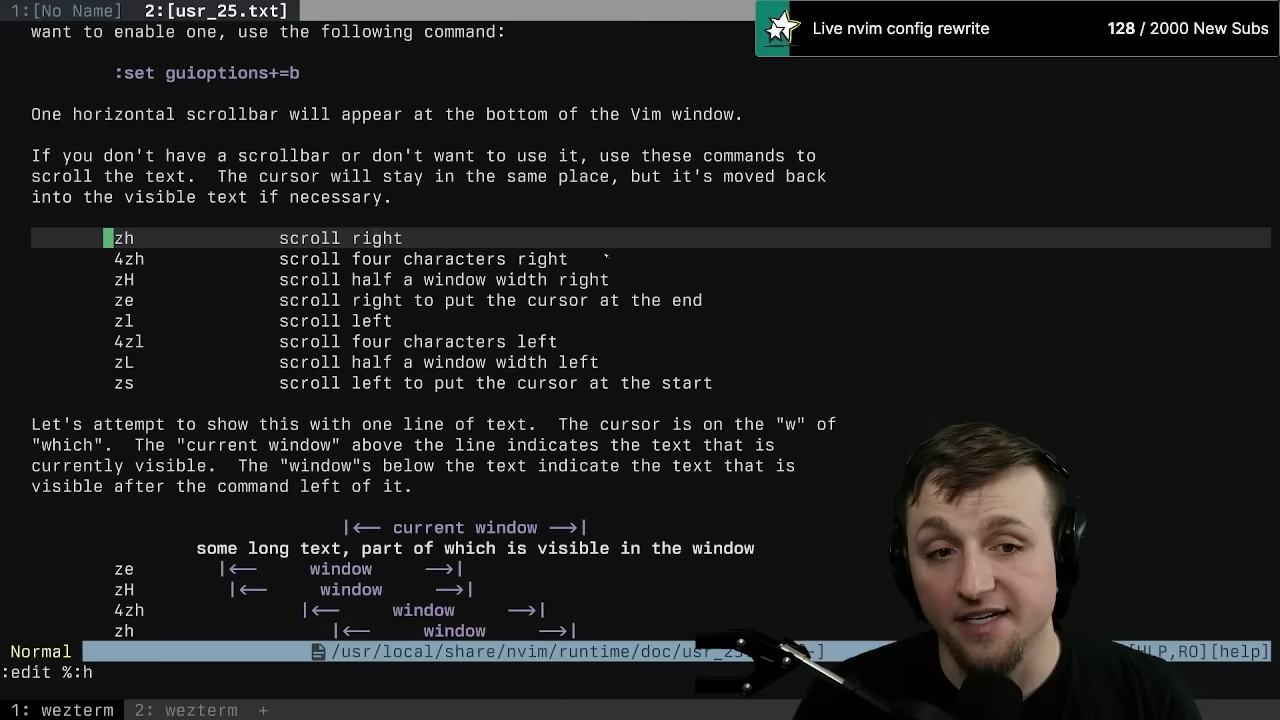 1:[No Name]  2:[usr_25.txt]
Live nvim config rewrite 128 / 2000 New Subs
want to enable one, use the following command:
:set guioptions+=b
One horizontal scrollbar will appear at the bottom of the Vim window.
If you don't have a scrollbar or don't want to use it, use these commands to
scroll the text.  The cursor will stay in the same place, but it's moved back
into the visible text if necessary.
zh scroll right
4zh scroll four characters right
zH scroll half a window width right
ze scroll right to put the cursor at the end
zl scroll left
4zl scroll four characters left
zL scroll half a window width left
zs scroll left to put the cursor at the start
Let's attempt to show this with one line of text.  The cursor is on the "w" of
"which".  The "current window" above the line indicates the text that is
currently visible.  The "window"s below the text indicate the text that is
visible after the command left of it.
|<-- current window -->|
some long text, part of which is visible in the window
ze |<-- window -->|
zH |<-- window -->|
4zh |<-- window -->|
zh |<-- window -->|
Normal /usr/local/share/nvim/runtime/doc/usr_25 -] [HLP,RO][help]
:edit %:h
1: wezterm 2: wezterm +